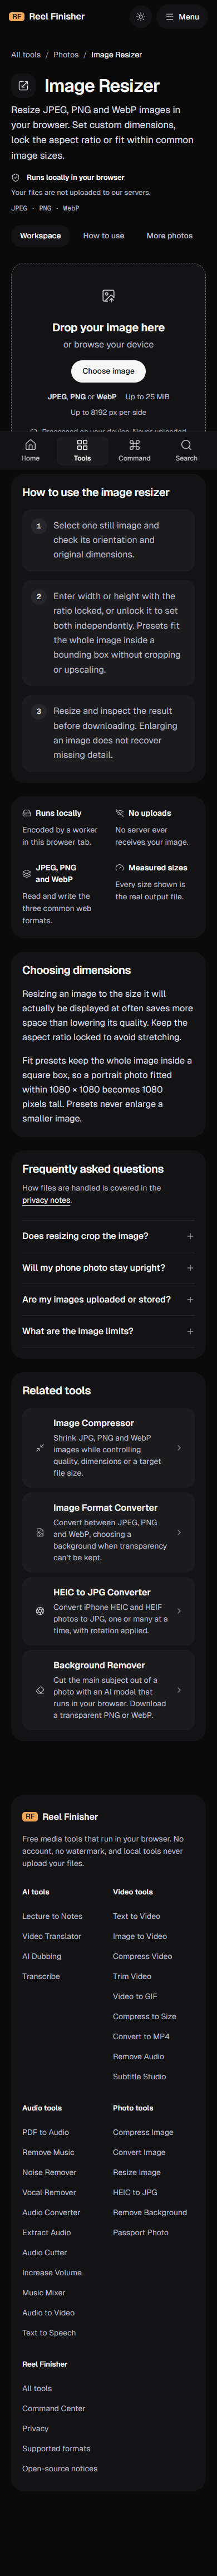 RF Reel Finisher
Menu
All tools / Photos / Image Resizer
Image Resizer
Resize JPEG, PNG and WebP images in
your browser. Set custom dimensions,
lock the aspect ratio or fit within common
image sizes.
Runs locally in your browser
Your files are not uploaded to our servers.
JPEG · PNG · WebP
Workspace
How to use
More photos
Drop your image here
or browse your device
Choose image
JPEG, PNG or WebP Up to 25 MiB
Up to 8192 px per side
Processed on your device. Never uploaded
Home
Tools
Command
Search
How to use the image resizer
1
Select one still image and
check its orientation and
original dimensions.
2
Enter width or height with the
ratio locked, or unlock it to set
both independently. Presets fit
the whole image inside a
bounding box without cropping
or upscaling.
3
Resize and inspect the result
before downloading. Enlarging
an image does not recover
missing detail.
Runs locally
Encoded by a worker
in this browser tab.
No uploads
No server ever
receives your image.
JPEG, PNG
and WebP
Read and write the
three common web
formats.
Measured sizes
Every size shown is
the real output file.
Choosing dimensions
Resizing an image to the size it will
actually be displayed at often saves more
space than lowering its quality. Keep the
aspect ratio locked to avoid stretching.
Fit presets keep the whole image inside a
square box, so a portrait photo fitted
within 1080 × 1080 becomes 1080
pixels tall. Presets never enlarge a
smaller image.
Frequently asked questions
How files are handled is covered in the
privacy notes.
Does resizing crop the image?
Will my phone photo stay upright?
Are my images uploaded or stored?
What are the image limits?
Related tools
Image Compressor
Shrink JPG, PNG and WebP
images while controlling
quality, dimensions or a target
file size.
Image Format Converter
Convert between JPEG, PNG
and WebP, choosing a
background when transparency
can't be kept.
HEIC to JPG Converter
Convert iPhone HEIC and HEIF
photos to JPG, one or many at a
time, with rotation applied.
Background Remover
Cut the main subject out of a
photo with an AI model that
runs in your browser. Download
a transparent PNG or WebP.
RF Reel Finisher
Free media tools that run in your browser. No
account, no watermark, and local tools never
upload your files.
AI tools
Lecture to Notes
Video Translator
AI Dubbing
Transcribe
Video tools
Text to Video
Image to Video
Compress Video
Trim Video
Video to GIF
Compress to Size
Convert to MP4
Remove Audio
Subtitle Studio
Audio tools
PDF to Audio
Remove Music
Noise Remover
Vocal Remover
Audio Converter
Extract Audio
Audio Cutter
Increase Volume
Music Mixer
Audio to Video
Text to Speech
Photo tools
Compress Image
Convert Image
Resize Image
HEIC to JPG
Remove Background
Passport Photo
Reel Finisher
All tools
Command Center
Privacy
Supported formats
Open-source notices